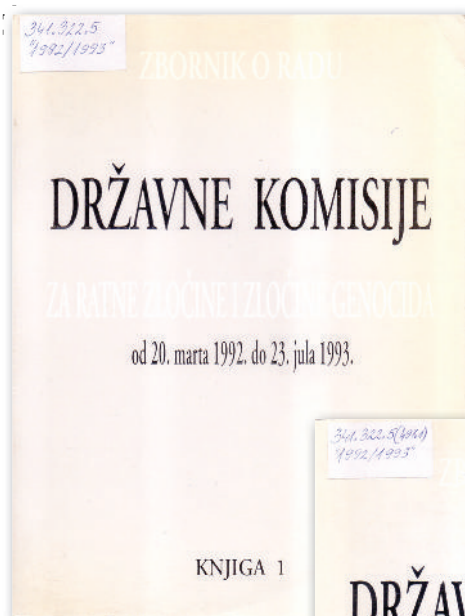 341.322.5
"1992/1993"
ZBORNIK O RADU
DRŽAVNE KOMISIJE
ZA RATNE ZLOČINE I ZLOČINE GENOCIDA
od 20. marta 1992. do 23. jula 1993.
KNJIGA 1
341.322.5(4961)
"1992/1993"
Z
DRŽAV